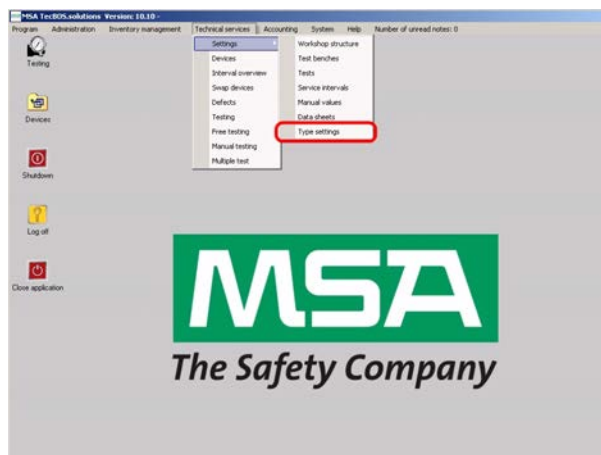 MSA TecBOS.solutions Version: 10.10 -
Program Administration Inventory management Technical services Accounting System Help Number of unread notes: 0
Settings
Devices
Interval overview
Swap devices
Defects
Testing
Free testing
Manual testing
Multiple test
Workshop structure
Test benches
Tests
Service intervals
Manual values
Data sheets
Type settings
Testing
Devices
Shutdown
Log off
Close application
MSA
The Safety Company